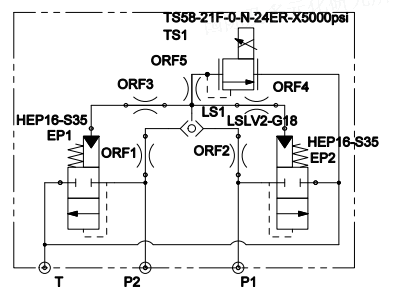 TS58-21F-0-N-24ER-X5000psi
TS1
ORF5
ORF3
ORF4
LS1
HEP16-S35
LSLV2-G18
EP1
HEP16-S35
ORF1
ORF2
EP2
T
P2
P1